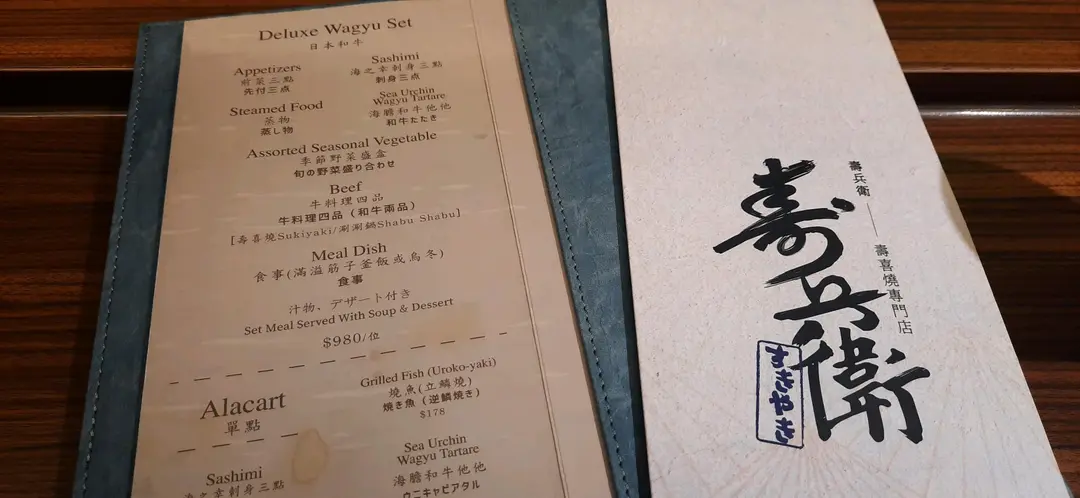 Deluxe Wagyu Set
日本和牛
Appetizers
前菜三點
先付三点
Sashimi
海之幸刺身三點
刺身三点
Steamed Food
蒸物
蒸し物
Sea Urchin
Wagyu Tartare
海膽和牛他他
和牛たたき
Assorted Seasonal Vegetable
季節野菜盛盒
旬の野菜盛り合わせ
Beef
牛料理四品
牛料理四品（和牛兩品）
[壽喜燒Sukiyaki/涮涮鍋Shabu Shabu]
Meal Dish
食事(滿溢筋子釜飯或烏冬)
食事
汁物、デザート付き
Set Meal Served With Soup & Dessert
$980/位
Alacart
單點
Sashimi
海之幸刺身三點
Grilled Fish (Uroko-yaki)
燒魚(立鱗燒)
焼き魚（逆鱗焼き）
$178
Sea Urchin
Wagyu Tartare
海膽和牛他他
ウニキャビアタル
壽兵衛——壽喜燒專門店
寿兵衛
すきやき